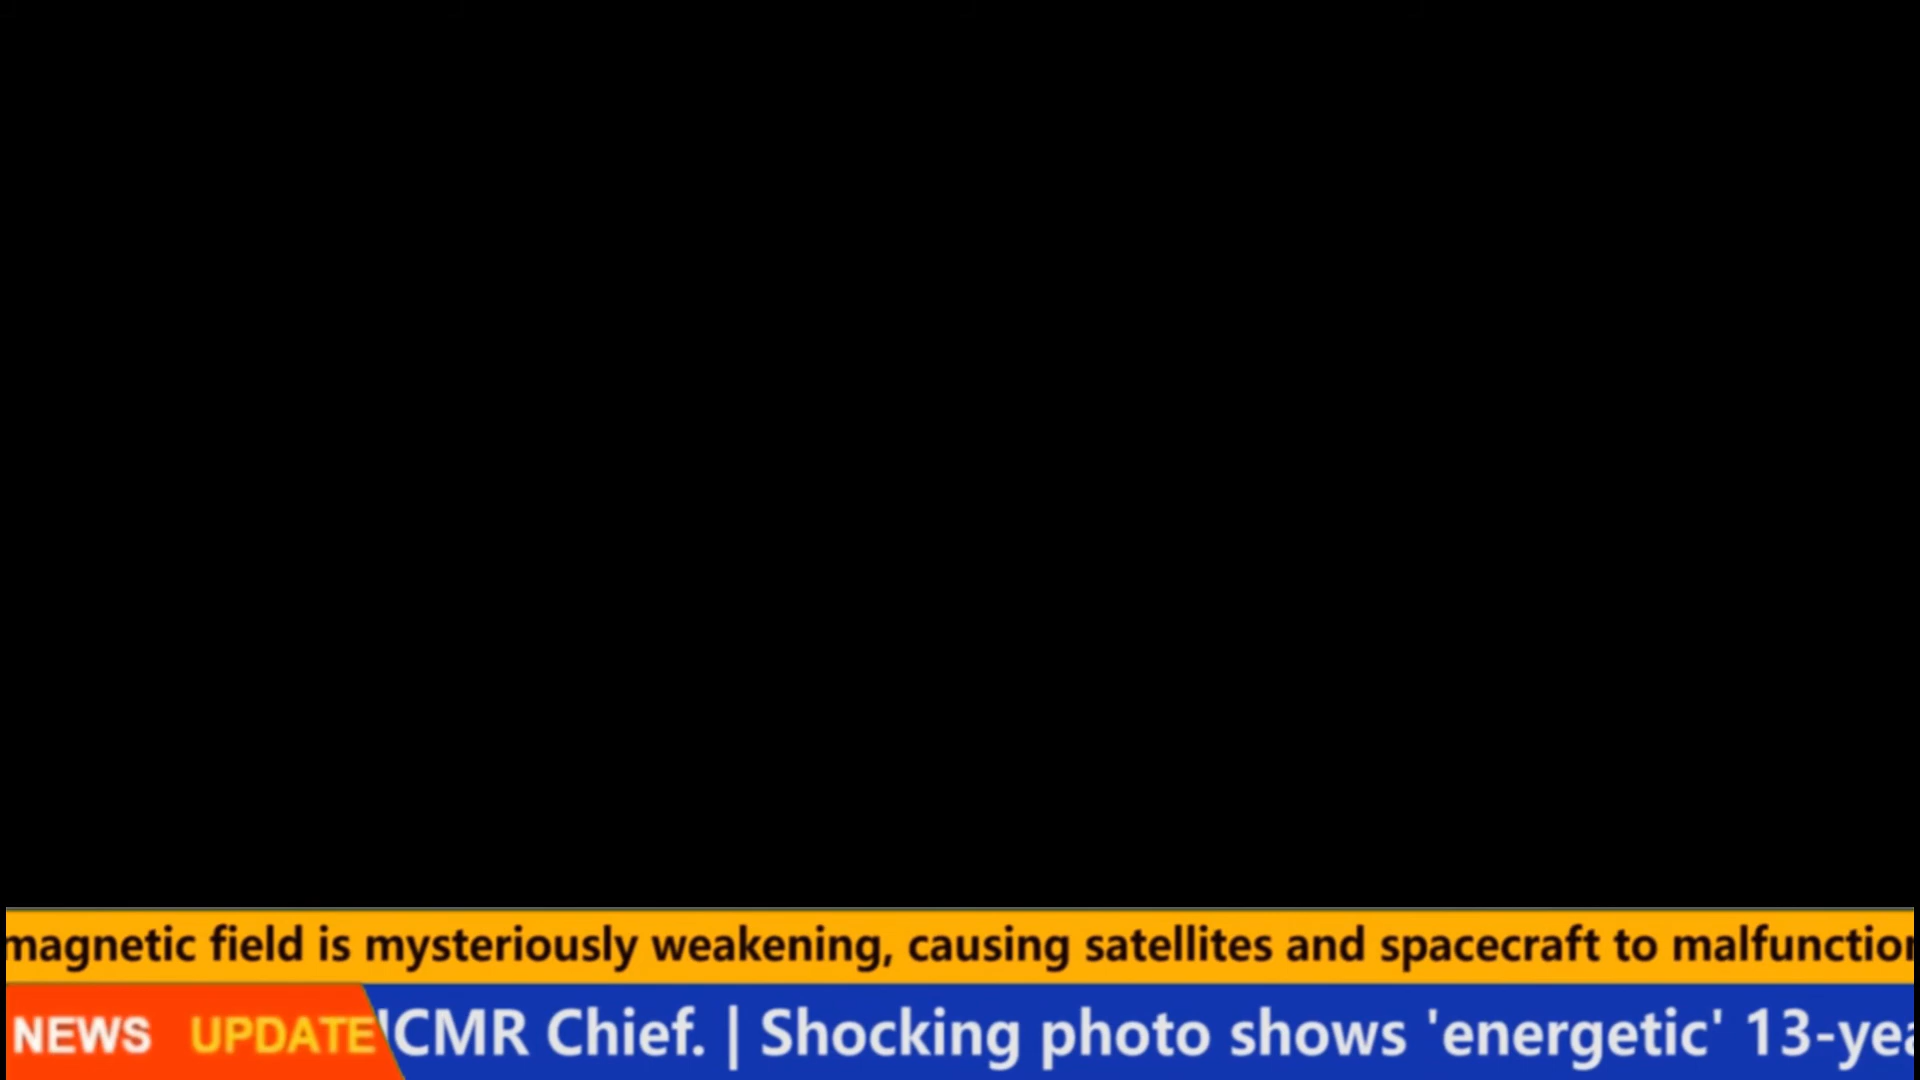 magnetic field is mysteriously weakening, causing satellites and spacecraft to malfunction
NEWS UPDATE ICMR Chief. | Shocking photo shows 'energetic' 13-yea